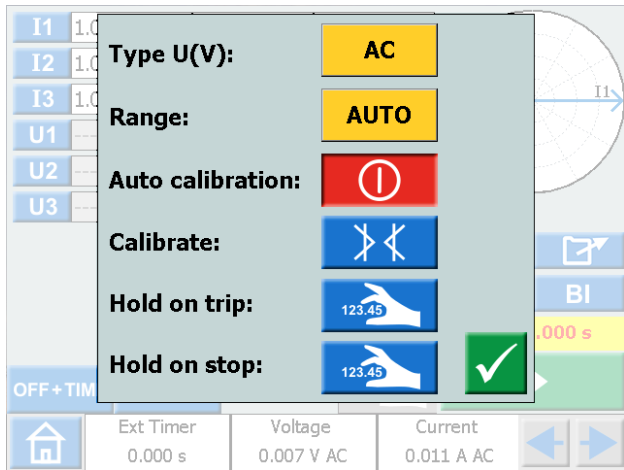 I1 1.0
I2 1.0
I3 1.0
U1 ---
U2 ---
U3 ---
Type U(V): AC
Range: AUTO
Auto calibration:
Calibrate:
Hold on trip: 123.45
Hold on stop: 123.45
I1
BI
.000 s
OFF+TIM
Ext Timer Voltage Current
0.000 s 0.007 V AC 0.011 A AC